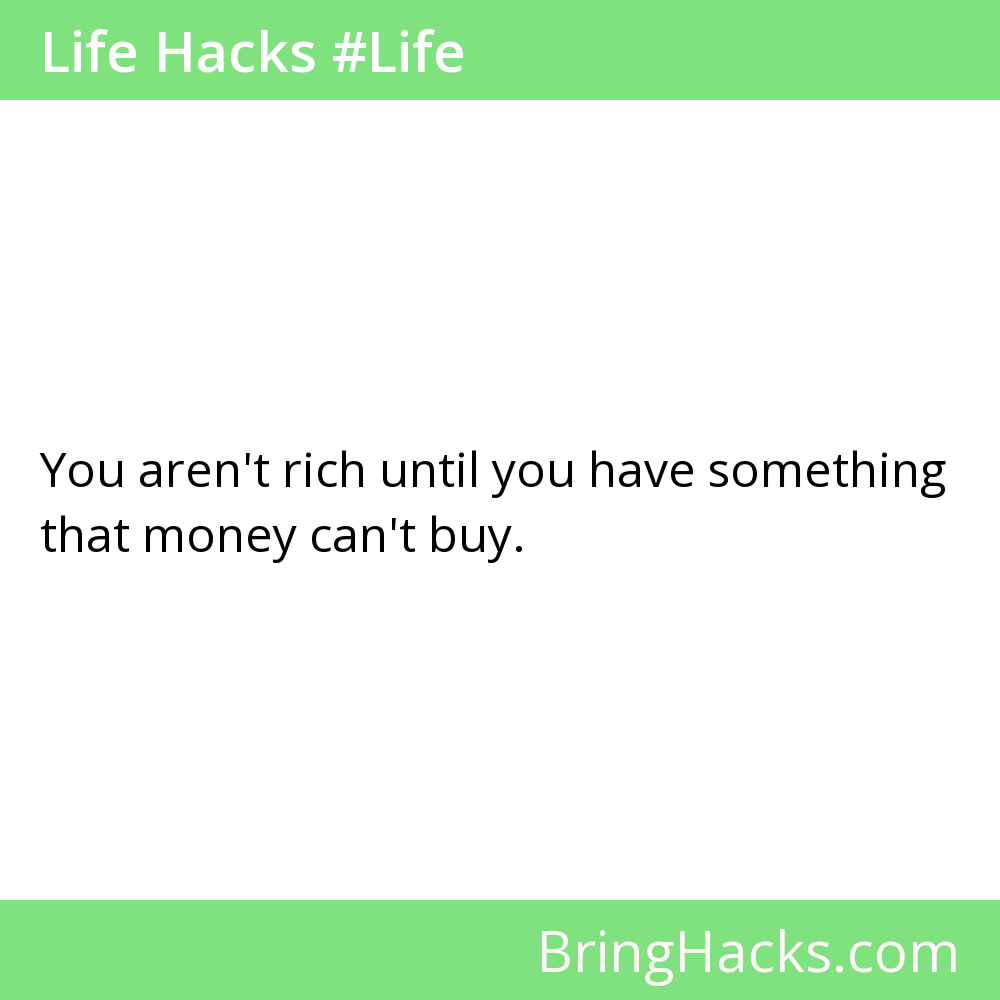 Life Hacks #Life
You aren't rich until you have something
that money can't buy.
BringHacks.com